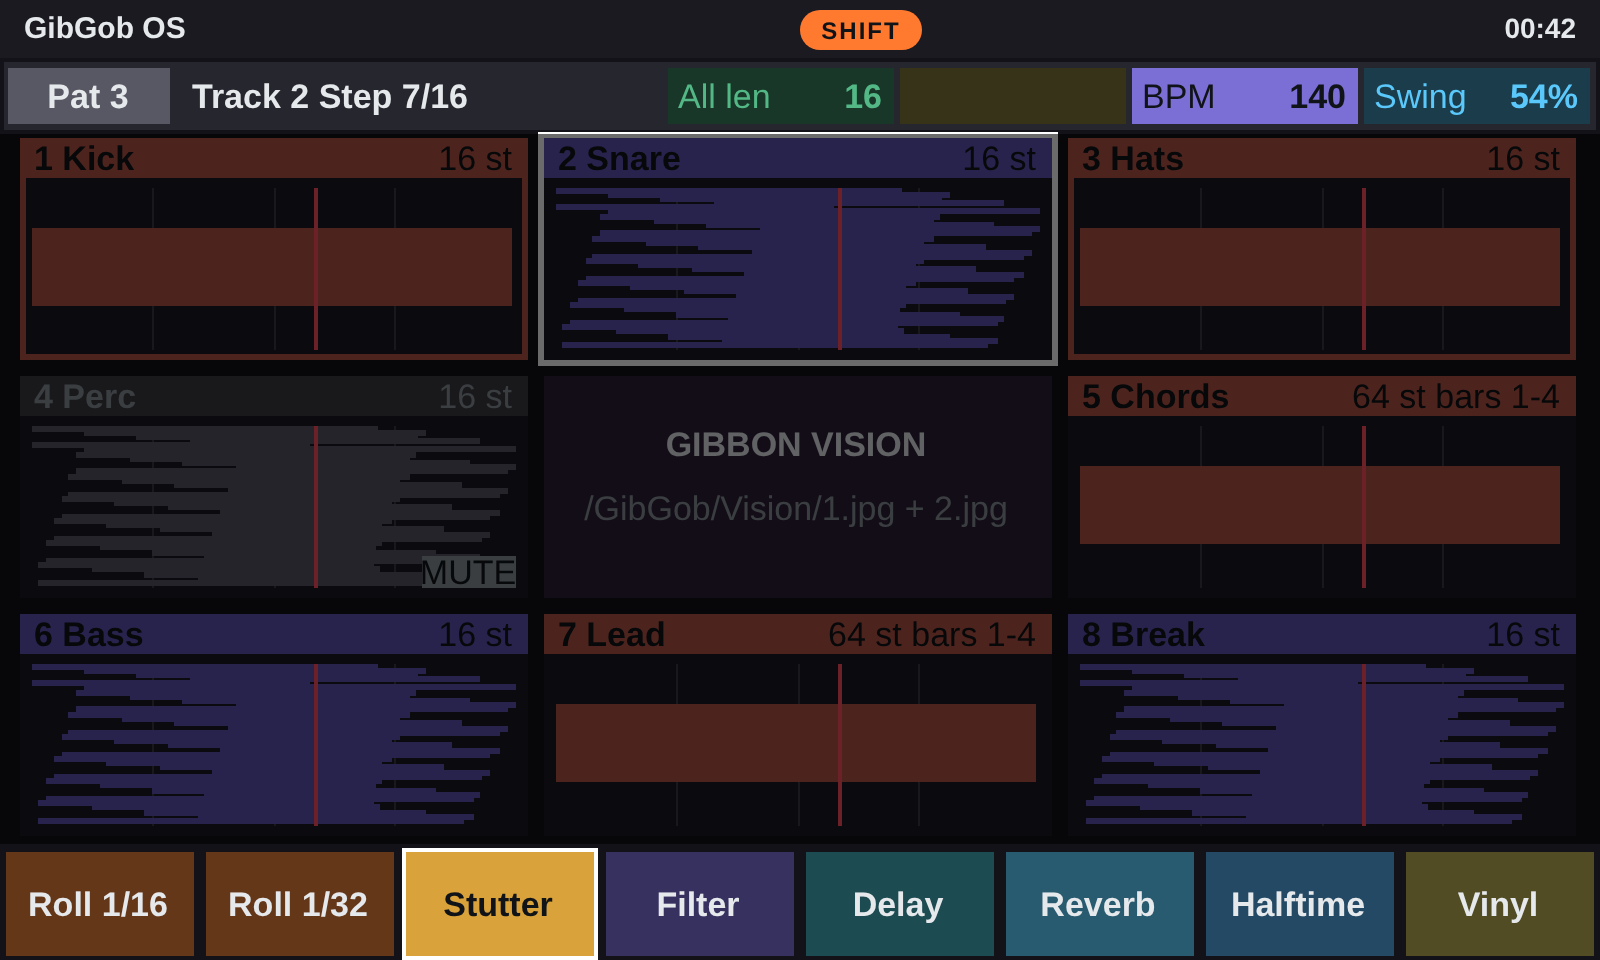 GibGob OS
SHIFT
00:42
Pat 3
Track 2 Step 7/16
All len 16
BPM 140
Swing 54%
1 Kick 16 st
2 Snare 16 st
3 Hats 16 st
4 Perc 16 st
MUTE
GIBBON VISION
/GibGob/Vision/1.jpg + 2.jpg
5 Chords 64 st bars 1-4
6 Bass 16 st
7 Lead 64 st bars 1-4
8 Break 16 st
Roll 1/16
Roll 1/32
Stutter
Filter
Delay
Reverb
Halftime
Vinyl